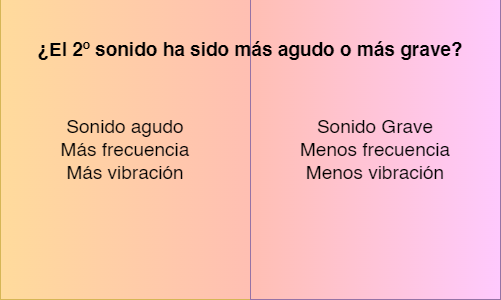 ¿El 2º sonido ha sido más agudo o más grave?
Sonido agudo
Más frecuencia
Más vibración
Sonido Grave
Menos frecuencia
Menos vibración